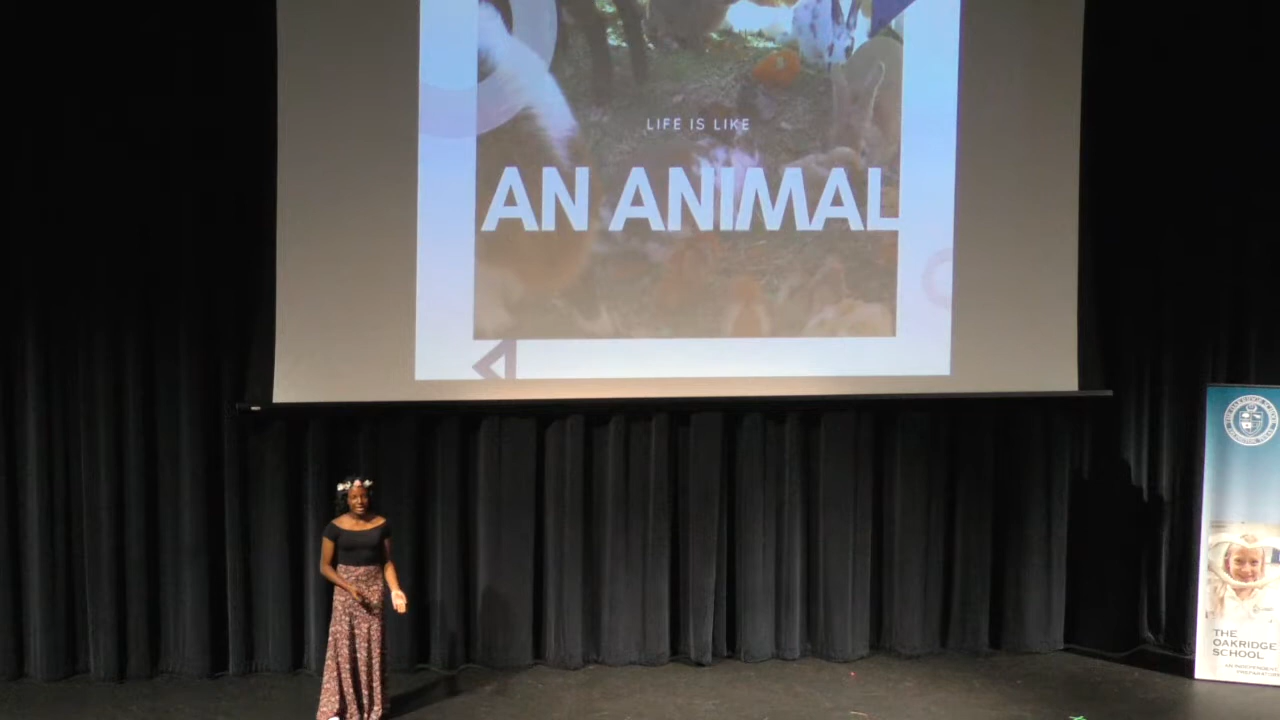 LIFE IS LIKE
AN ANIMAL
THE
OAKRIDGE
SCHOOL